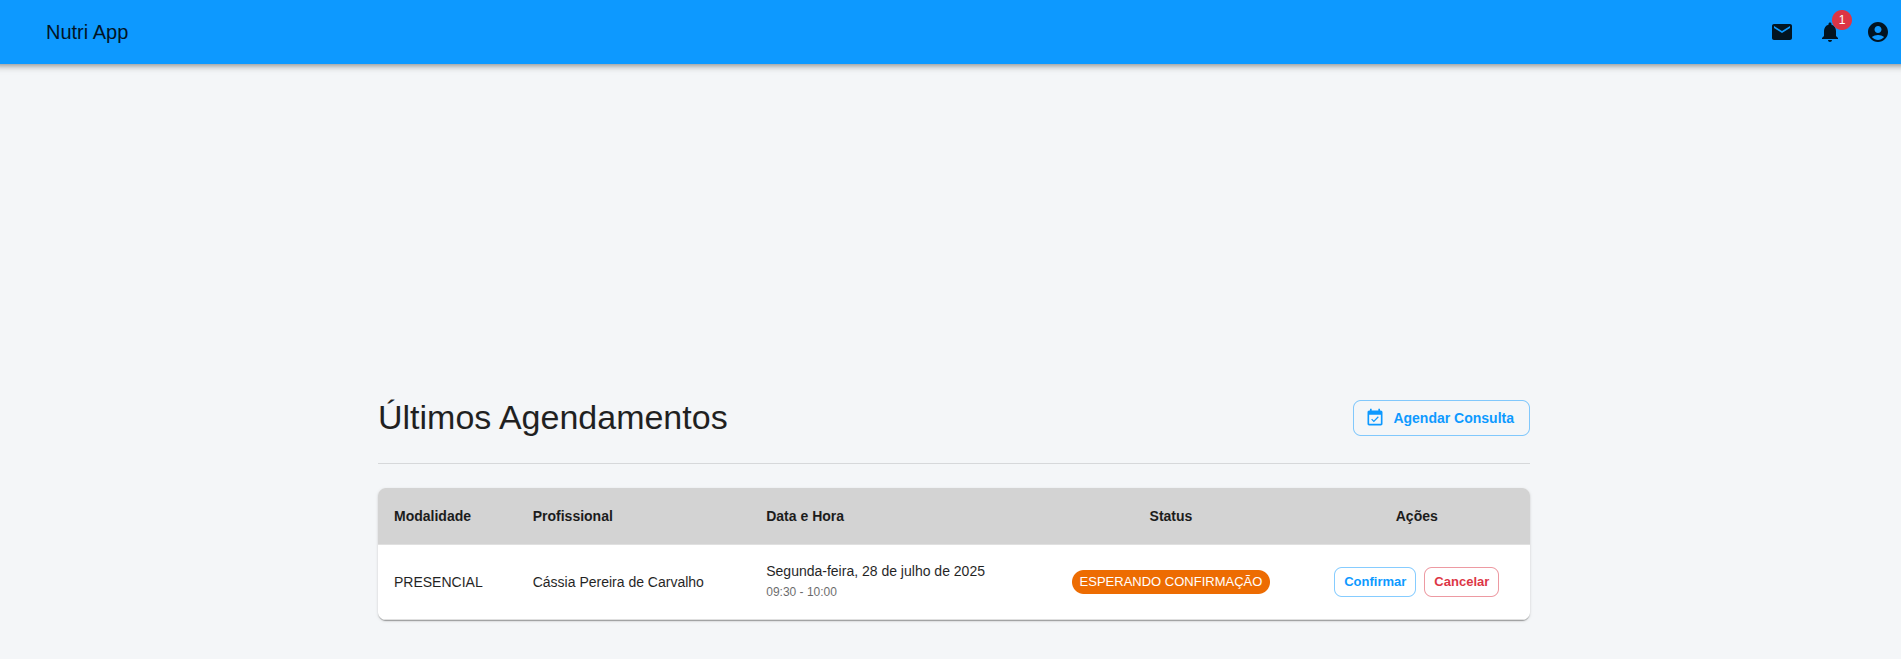 Nutri App
1
Últimos Agendamentos
Agendar Consulta
Modalidade Profissional Data e Hora Status Ações
PRESENCIAL Cássia Pereira de Carvalho Segunda-feira, 28 de julho de 2025 ESPERANDO CONFIRMAÇÃO Confirmar Cancelar
09:30 - 10:00